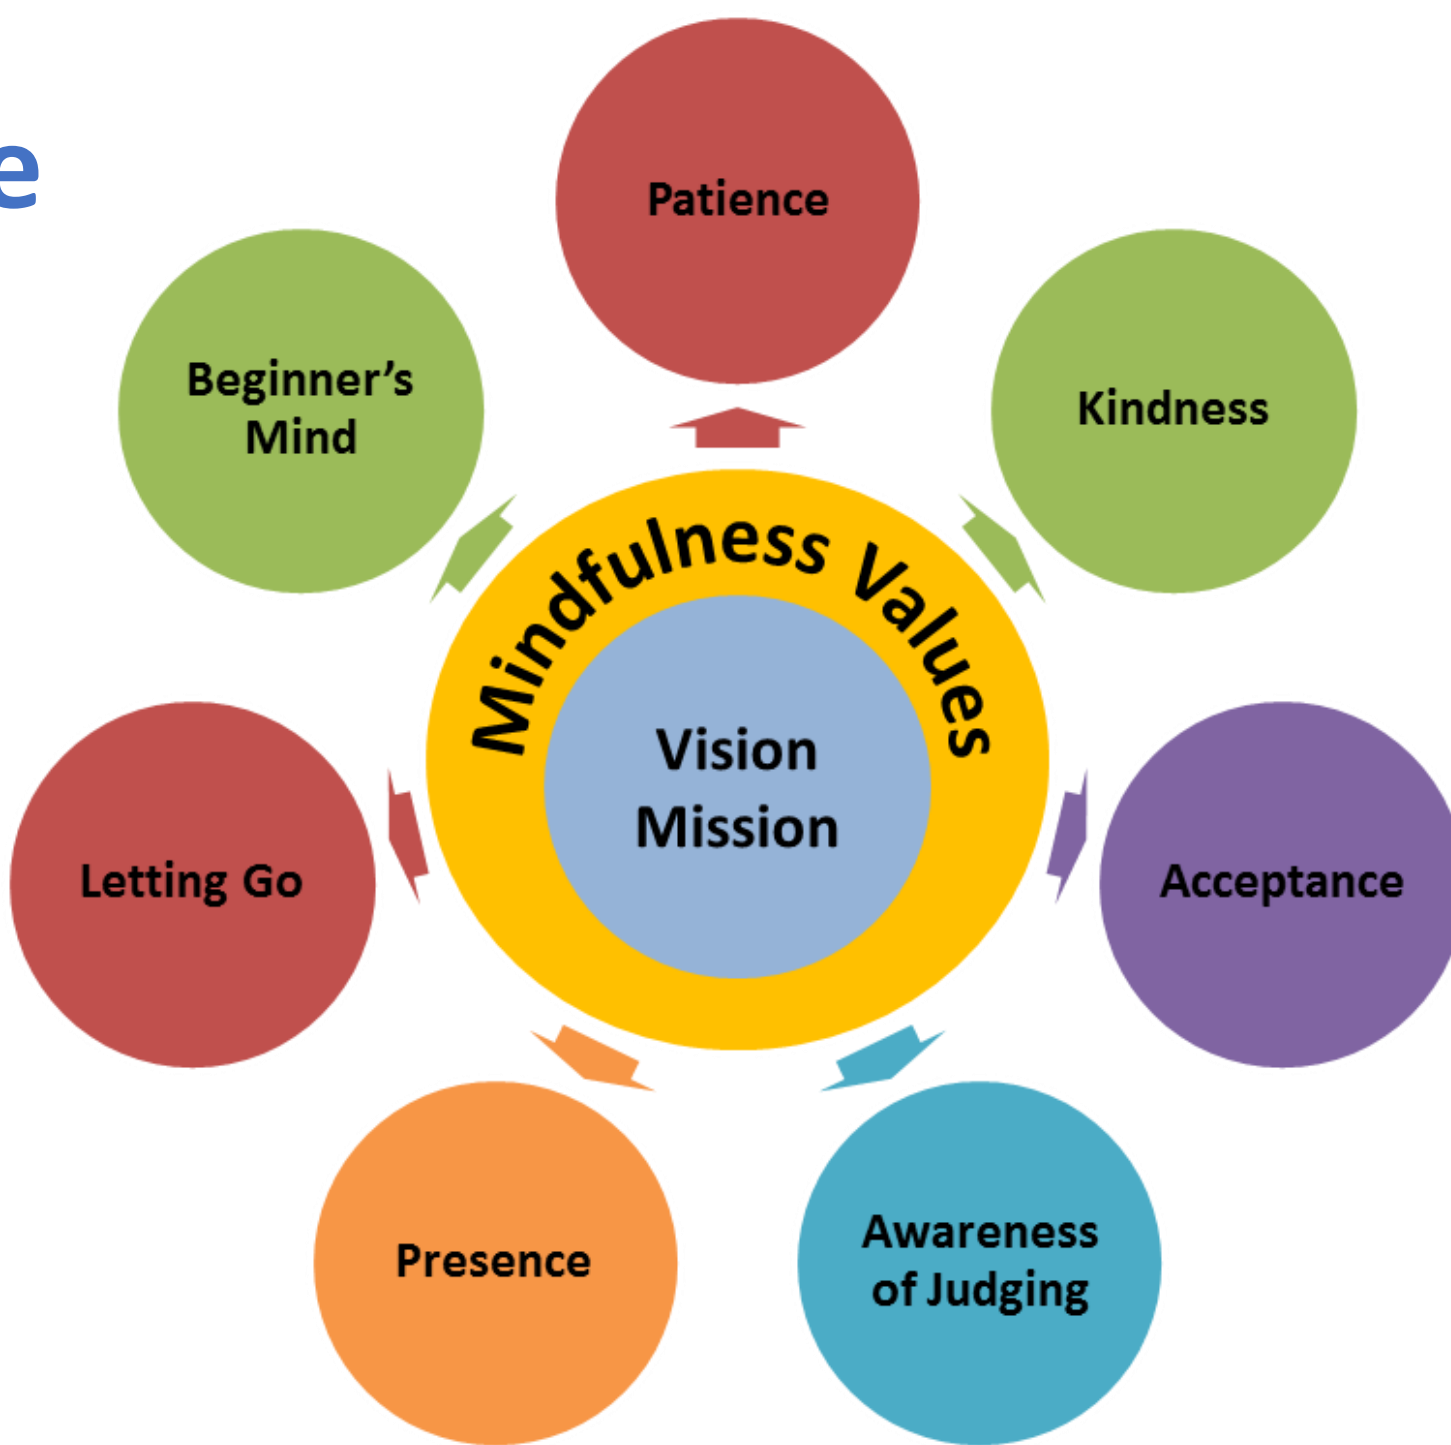 e
Patience
Beginner’s
Mind
Kindness
Mindfulness Values
Vision
Mission
Letting Go
Acceptance
Presence
Awareness
of Judging